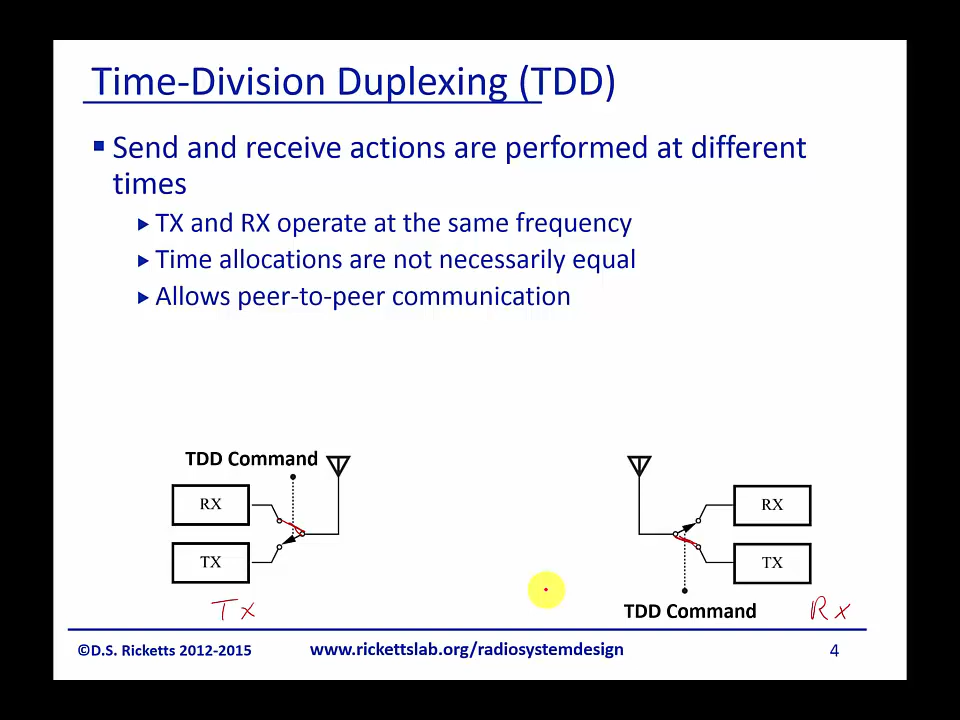 Time-Division Duplexing (TDD)
Send and receive actions are performed at different
times
TX and RX operate at the same frequency
Time allocations are not necessarily equal
Allows peer-to-peer communication
TDD Command
RX
TX
Tx
RX
TX
TDD Command
Rx
©D.S. Ricketts 2012-2015
www.rickettslab.org/radiosystemdesign
4